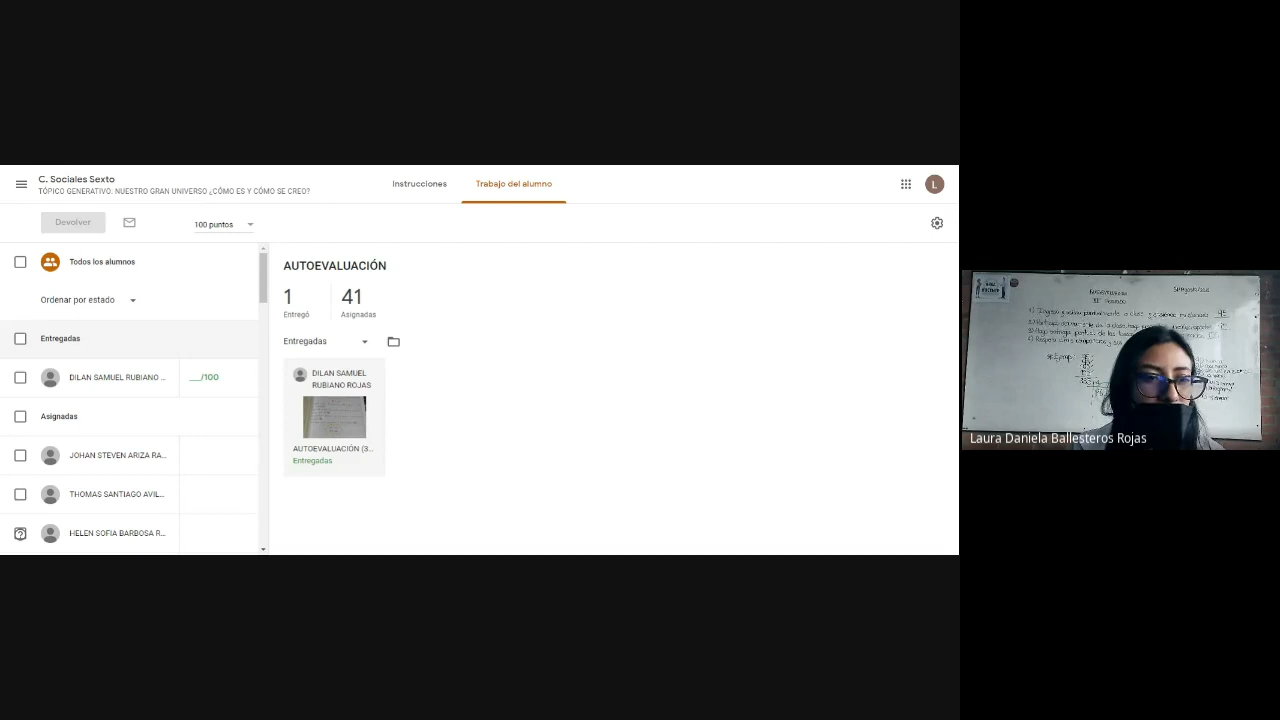 C. Sociales Sexto
TÓPICO GENERATIVO: NUESTRO GRAN UNIVERSO ¿CÓMO ES Y CÓMO SE CREO?
Instrucciones
Trabajo del alumno
L
Devolver
100 puntos
Todos los alumnos
Ordenar por estado
Entregadas
DILAN SAMUEL RUBIANO ...
___/100
Asignadas
JOHAN STEVEN ARIZA RA...
THOMAS SANTIAGO AVIL...
HELEN SOFIA BARBOSA R...
AUTOEVALUACIÓN
1
41
Entregó
Asignadas
Entregadas
DILAN SAMUEL
RUBIANO ROJAS
AUTOEVALUACIÓN (3...
Entregadas
Laura Daniela Ballesteros Rojas